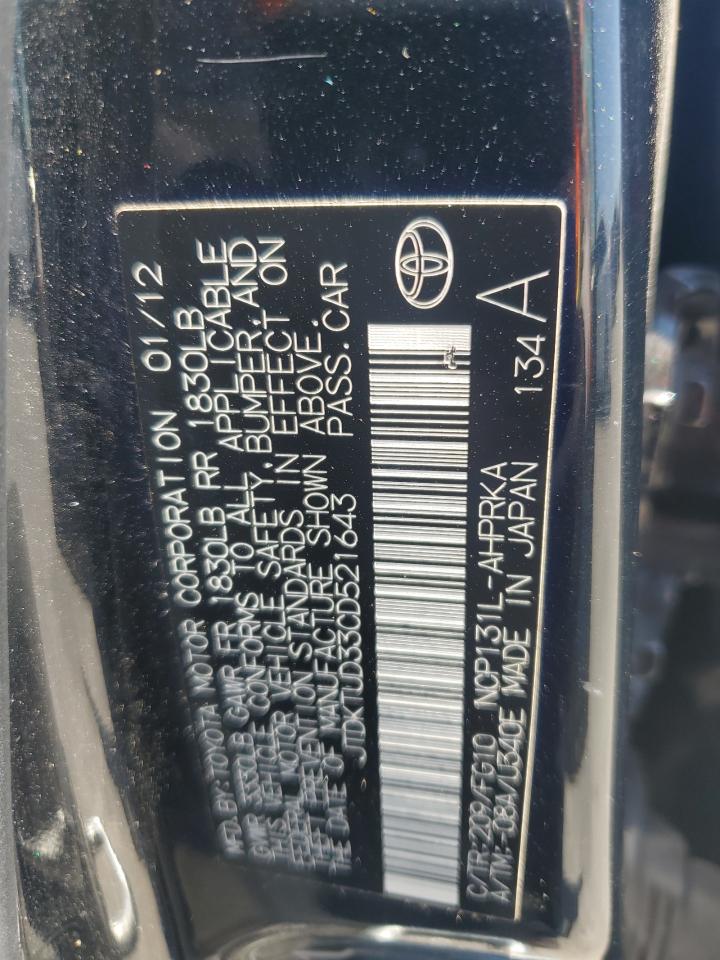 MFD.BY:TOYOTA MOTOR CORPORATION 01/12
GVWR 3330LB GAWR FR 1830LB RR 1830LB
THIS VEHICLE CONFORMS TO ALL APPLICABLE
FEDERAL MOTOR VEHICLE SAFETY, BUMPER, AND
THEFT PREVENTION STANDARDS IN EFFECT ON
THE DATE OF MANUFACTURE SHOWN ABOVE.
JTDKTUD33CD521643 PASS.CAR
C/TR:209/FG10 NCP131L-AHPRKA 134 A
A/TM:-08A/U340E MADE IN JAPAN